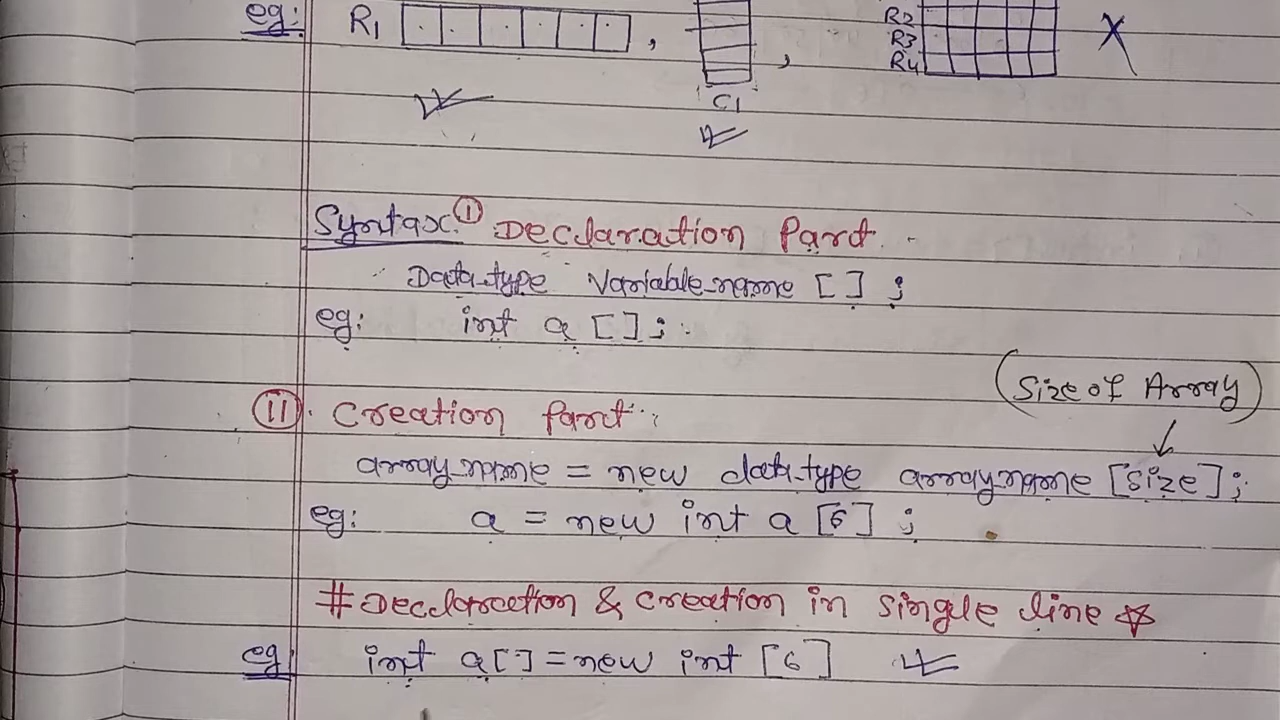 eg: R1 , , R2
R3
R4
C1
Syntax: ① Declaration Part
Data-type Variable-name [ ] ;
eg: int a [ ] ;
(Size of Array)
(ii) Creation Part :
array-name = new data-type array-name [size] ;
eg: a = new int a [6] ;
# Declaration & creation in single line
eg int a[ ] = new int [6]